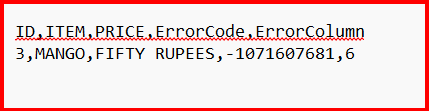 ID,ITEM,PRICE,ErrorCode,ErrorColumn
3,MANGO,FIFTY RUPEES,-1071607681,6